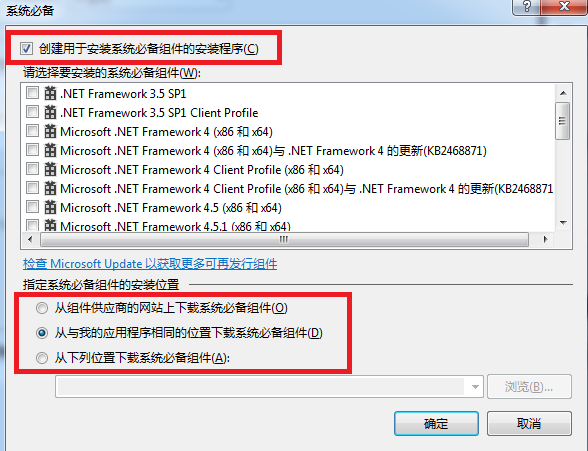 系统必备
创建用于安装系统必备组件的安装程序(C)
请选择要安装的系统必备组件(W):
.NET Framework 3.5 SP1
.NET Framework 3.5 SP1 Client Profile
Microsoft .NET Framework 4 (x86 和 x64)
Microsoft .NET Framework 4 (x86 和 x64)与 .NET Framework 4 的更新(KB2468871)
Microsoft .NET Framework 4 Client Profile (x86 和 x64)
Microsoft .NET Framework 4 Client Profile (x86 和 x64)与 .NET Framework 4 的更新(KB2468871
Microsoft .NET Framework 4.5 (x86 和 x64)
Microsoft .NET Framework 4.5.1 (x86 和 x64)
检查 Microsoft Update 以获取更多可再发行组件
指定系统必备组件的安装位置
从组件供应商的网站上下载系统必备组件(O)
从与我的应用程序相同的位置下载系统必备组件(D)
从下列位置下载系统必备组件(A):
浏览(B)...
确定
取消